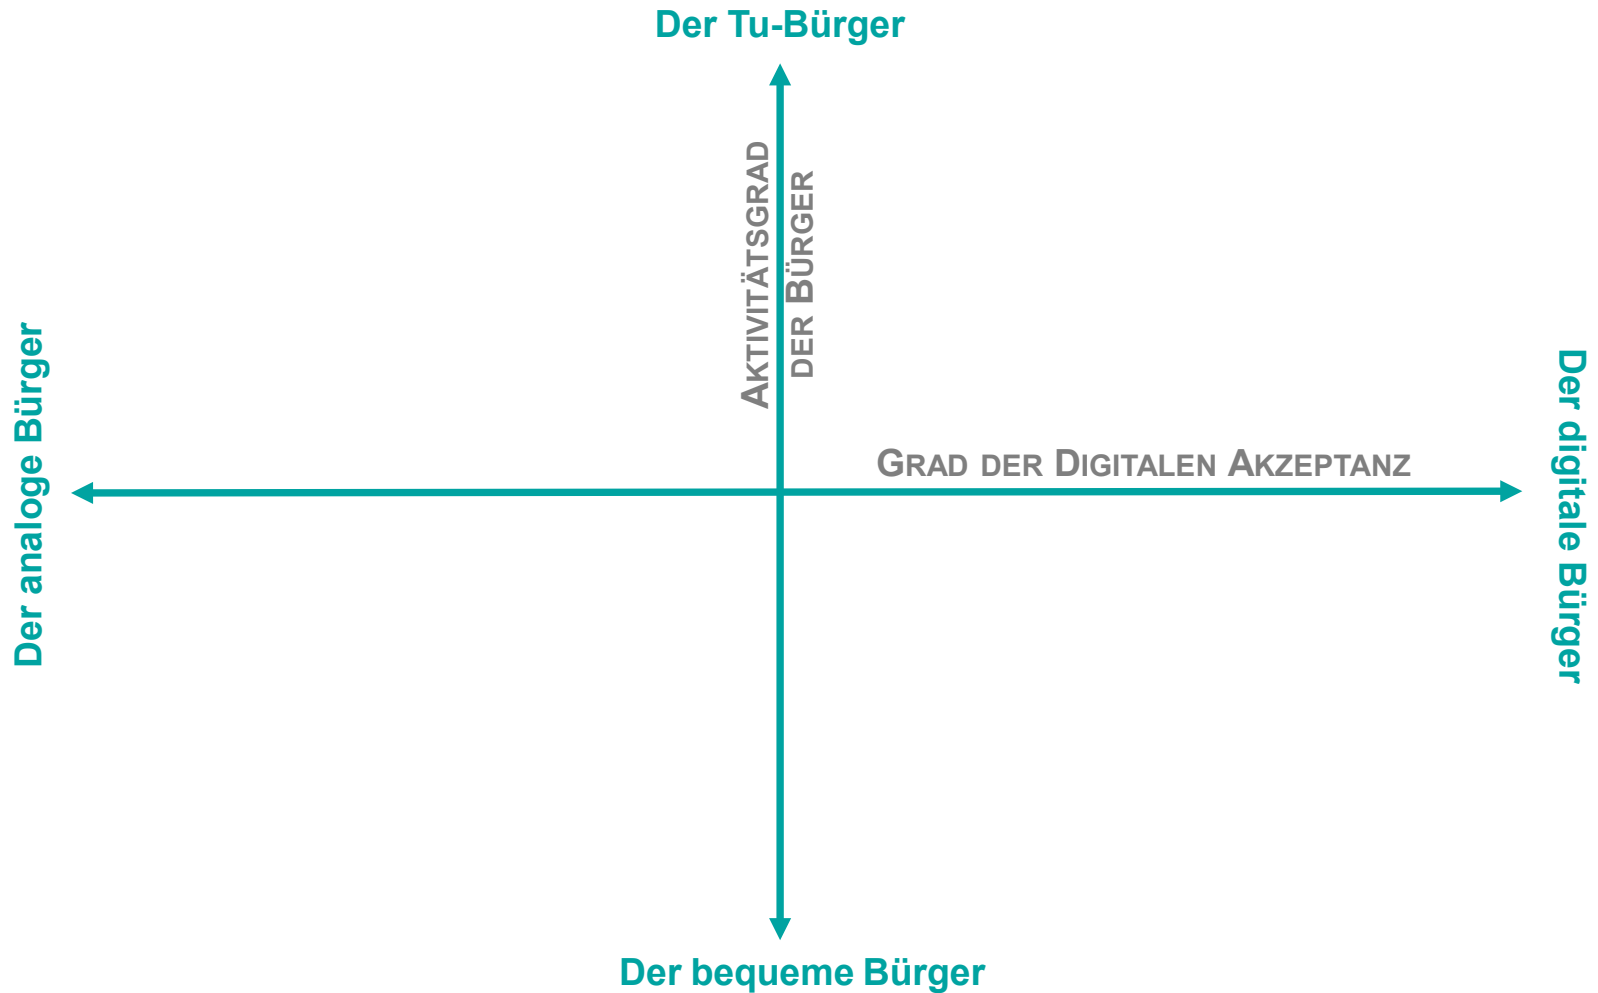 Der Tu-Bürger
AKTIVITÄTSGRAD
DER BÜRGER
Der analoge Bürger
GRAD DER DIGITALEN AKZEPTANZ
Der digitale Bürger
Der bequeme Bürger